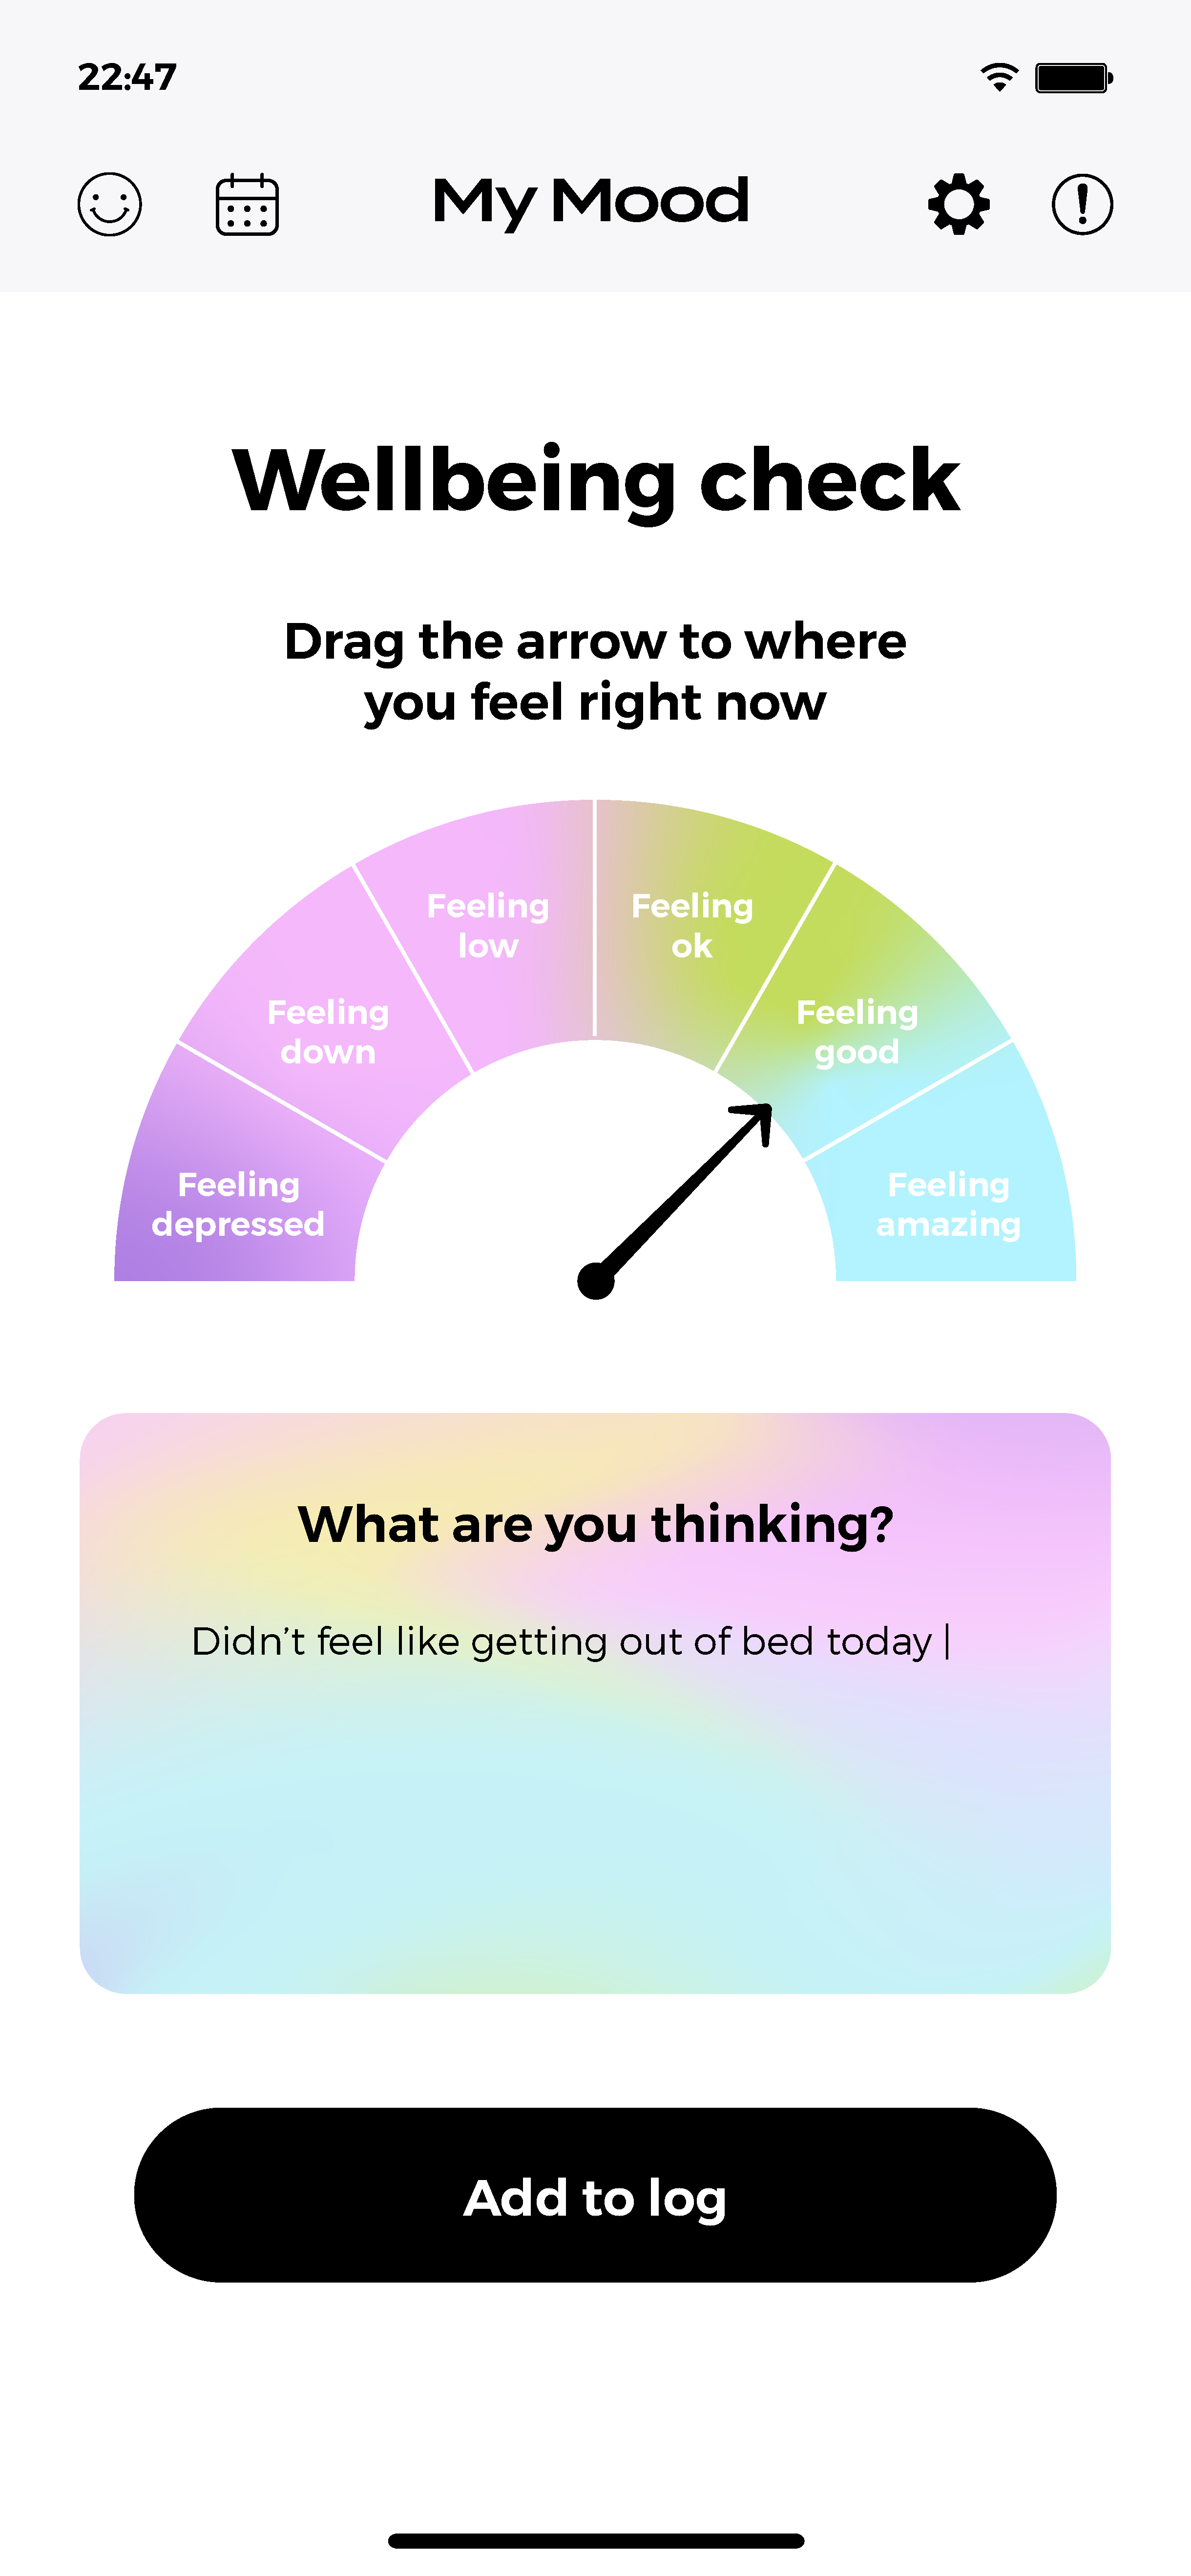 22:47
My Mood
Wellbeing check
Drag the arrow to where
you feel right now
Feeling
low
Feeling
ok
Feeling
down
Feeling
good
Feeling
depressed
Feeling
amazing
What are you thinking?
Didn’t feel like getting out of bed today
Add to log